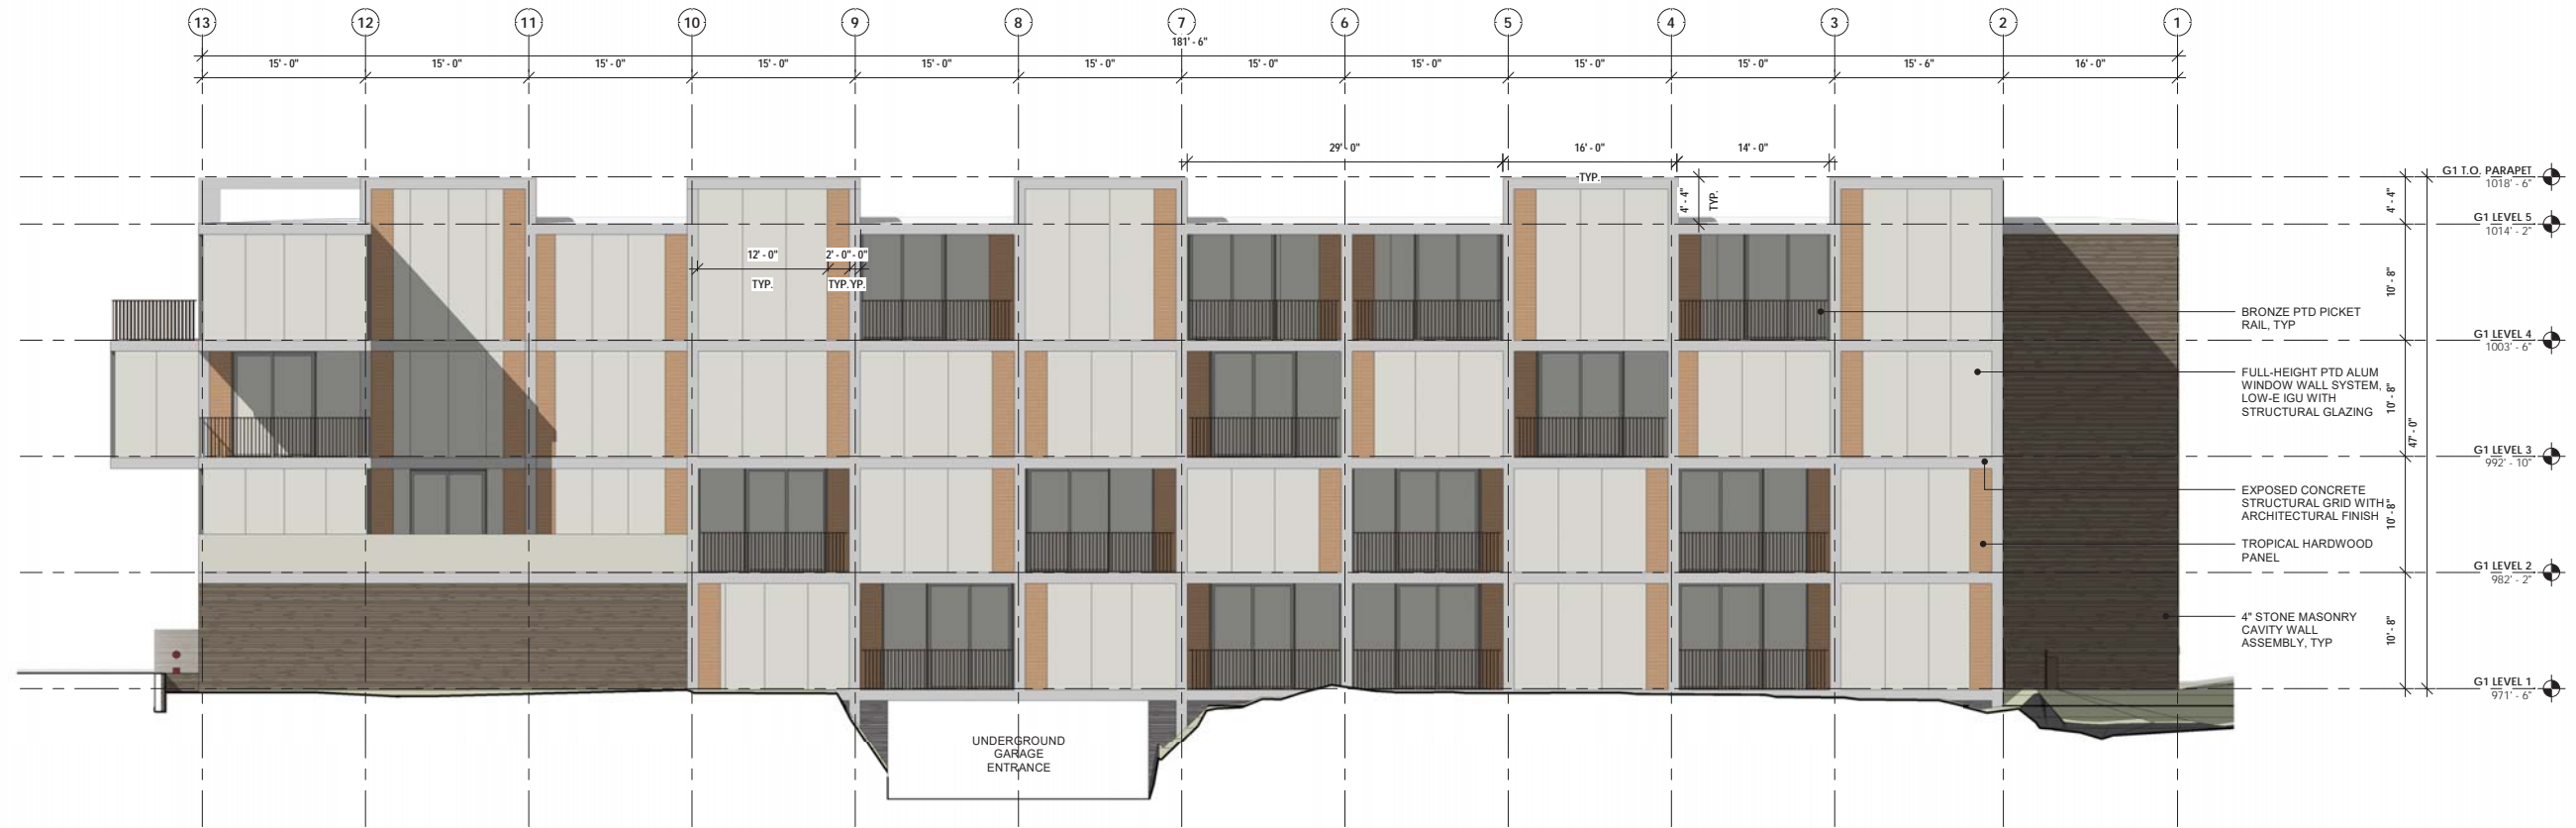 13 12 11 10 9 8 7 6 5 4 3 2 1
181' - 6"
15' - 0" 15' - 0" 15' - 0" 15' - 0" 15' - 0" 15' - 0" 15' - 0" 15' - 0" 15' - 0" 15' - 0" 15' - 6" 16' - 0"
29' - 0" 16' - 0" 14' - 0"
TYP.
4' - 4"
TYP.
4' - 4"
G1 T.O. PARAPET
1018' - 6"
G1 LEVEL 5
1014' - 2"
12' - 0" 2' - 0" - 0"
TYP. TYP. YP.
10' - 8"
BRONZE PTD PICKET
RAIL, TYP
G1 LEVEL 4
1003' - 6"
FULL-HEIGHT PTD ALUM
WINDOW WALL SYSTEM,
LOW-E IGU WITH
STRUCTURAL GLAZING
10' - 8"
47' - 0"
G1 LEVEL 3
992' - 10"
EXPOSED CONCRETE
STRUCTURAL GRID WITH
ARCHITECTURAL FINISH
10' - 8"
TROPICAL HARDWOOD
PANEL
G1 LEVEL 2
982' - 2"
4" STONE MASONRY
CAVITY WALL
ASSEMBLY, TYP
10' - 8"
G1 LEVEL 1
971' - 6"
UNDERGROUND
GARAGE
ENTRANCE